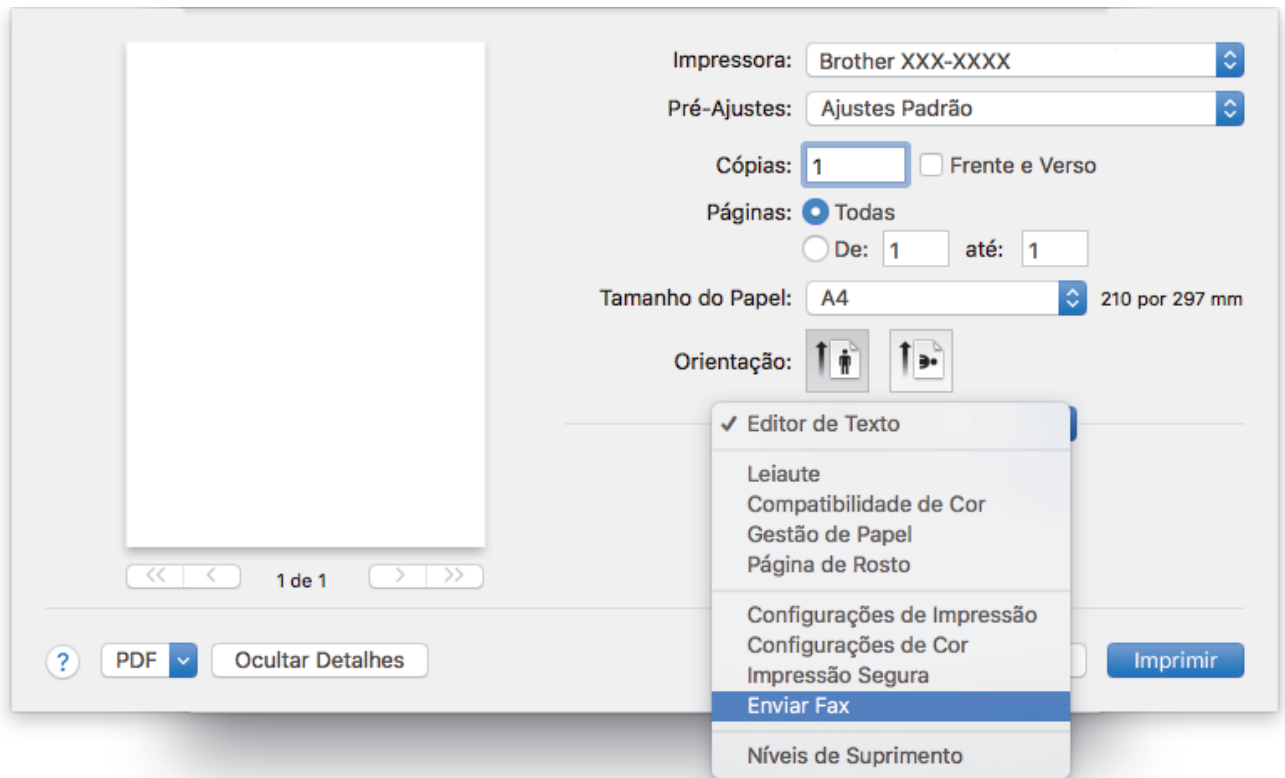 Impressora: Brother XXX-XXXX
Pré-Ajustes: Ajustes Padrão
Cópias: 1 Frente e Verso
Páginas: Todas
De: 1 até: 1
Tamanho do Papel: A4 210 por 297 mm
Orientação:
✓ Editor de Texto
Leiaute
Compatibilidade de Cor
Gestão de Papel
Página de Rosto
<< < 1 de 1 > >>
Configurações de Impressão
Configurações de Cor
Impressão Segura
Enviar Fax
Níveis de Suprimento
? PDF Ocultar Detalhes Imprimir